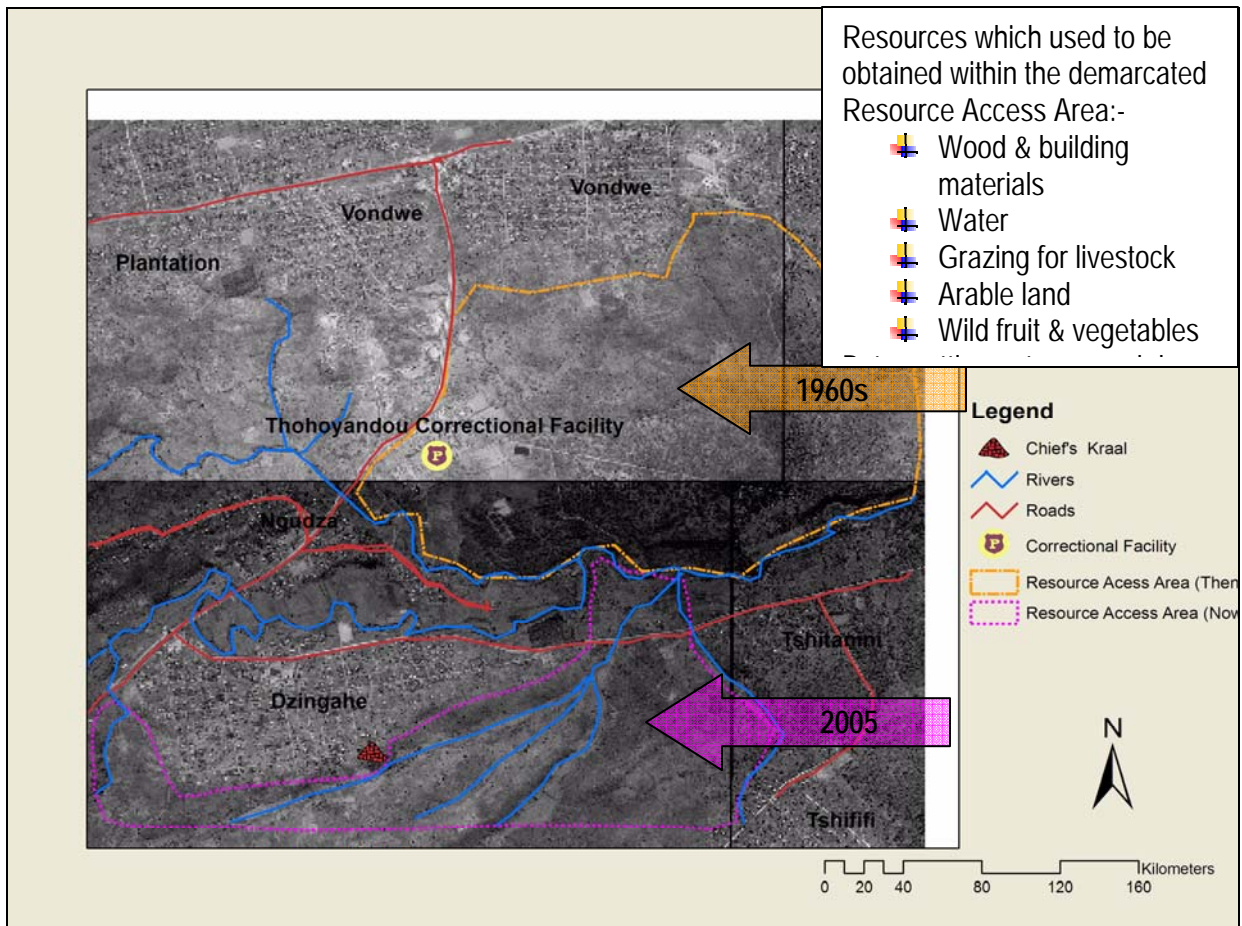 Resources which used to be
obtained within the demarcated
Resource Access Area:-
Wood & building
materials
Water
Grazing for livestock
Arable land
Wild fruit & vegetables
Vondwe
Vondwe
Plantation
1960s
Thohoyandou Correctional Facility
P
Ngudza
Tshitamni
Dzingahe
2005
Tshififi
Legend
Chief's Kraal
Rivers
Roads
P
Correctional Facility
Resource Acess Area (Then
Resource Access Area (Now
N
Kilometers
0 20 40 80 120 160